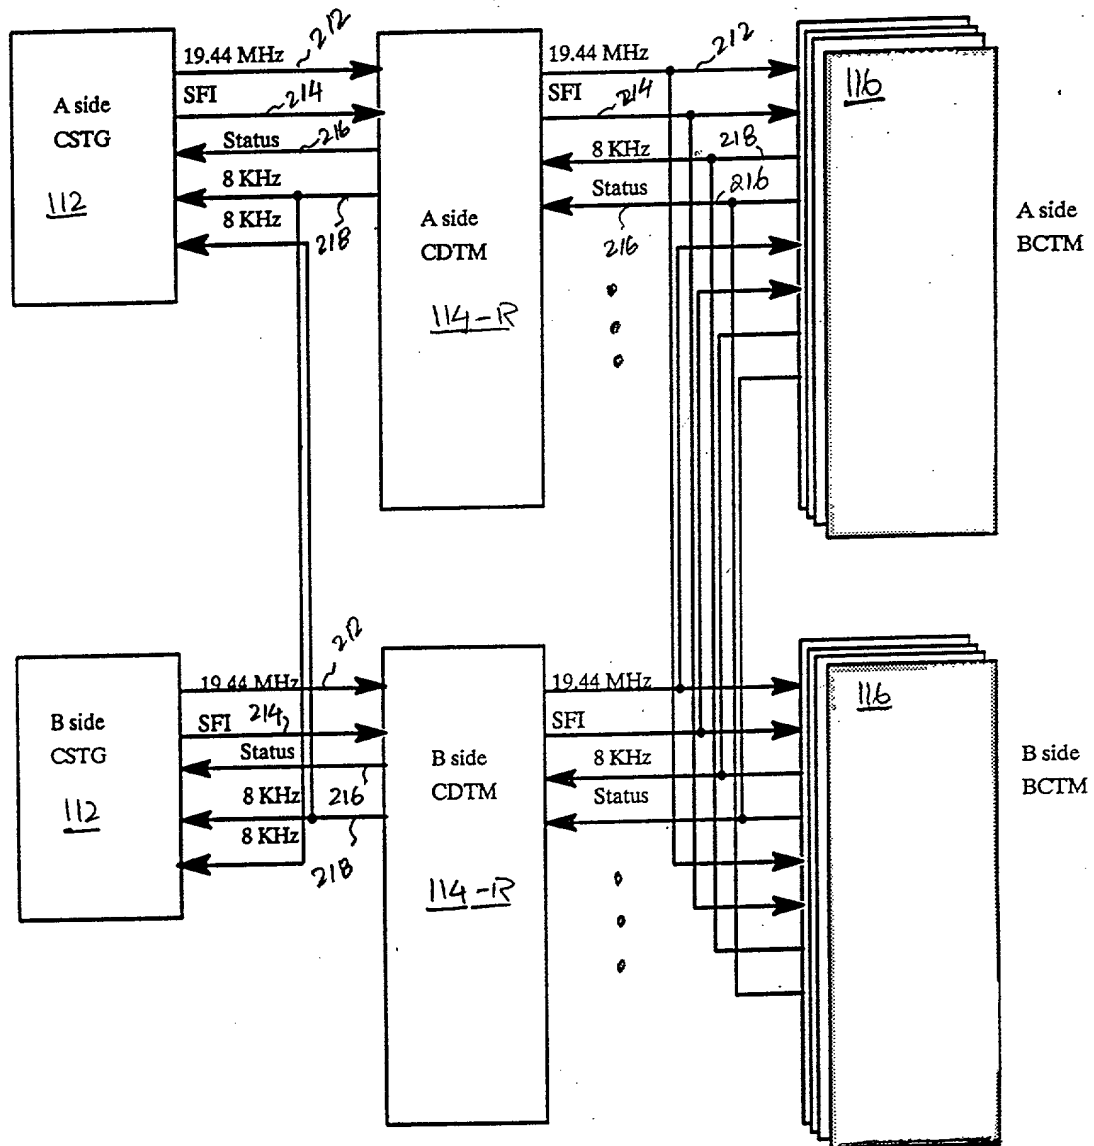 19.44 MHz 212
SFI 214
Status 216
8 KHz
8 KHz 218
A side
CSTG
112
A side
CDTM
114-R
19.44 MHz 212
SFI 214
8 KHz 218
Status 216
216
116
A side
BCTM
19.44 MHz 212
SFI 214
Status
8 KHz 216
8 KHz
218
B side
CSTG
112
B side
CDTM
114-R
19.44 MHz
SFI
8 KHz
Status
116
B side
BCTM